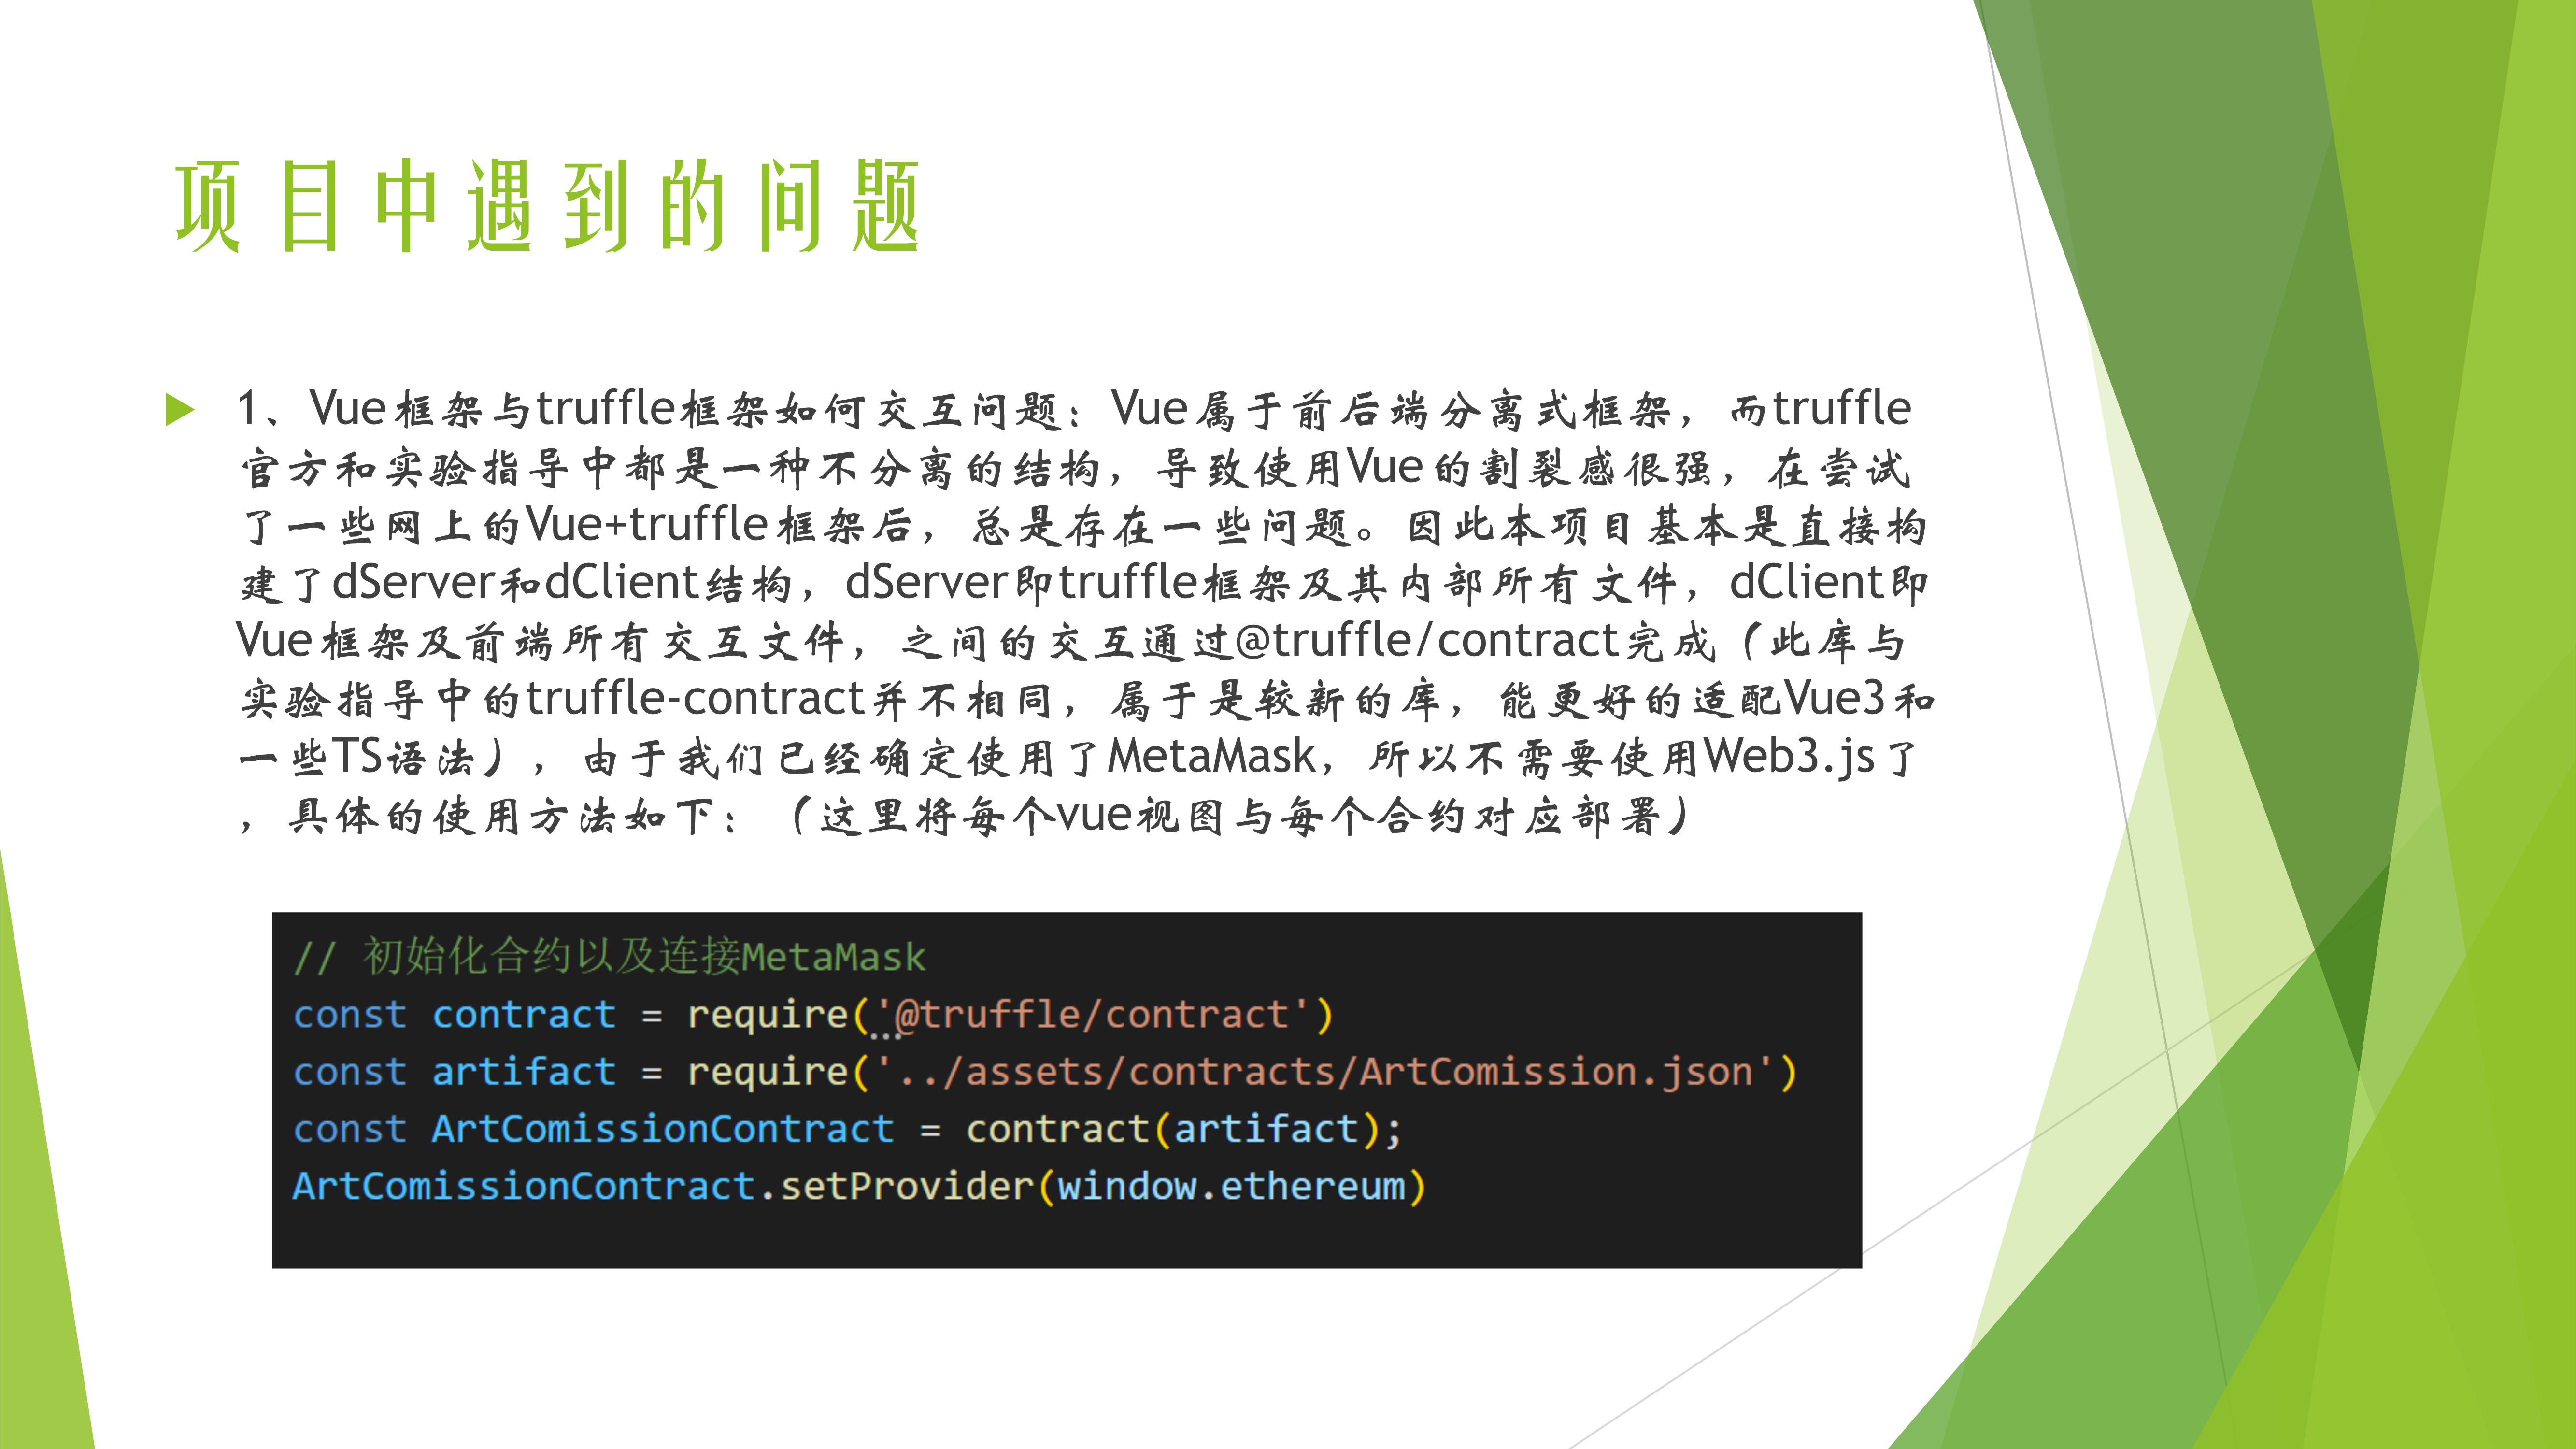 项目中遇到的问题
1、Vue框架与truffle框架如何交互问题：Vue属于前后端分离式框架，而truffle
官方和实验指导中都是一种不分离的结构，导致使用Vue的割裂感很强，在尝试
了一些网上的Vue+truffle框架后，总是存在一些问题。因此本项目基本是直接构
建了dServer和dClient结构，dServer即truffle框架及其内部所有文件，dClient即
Vue框架及前端所有交互文件，之间的交互通过@truffle/contract完成（此库与
实验指导中的truffle-contract并不相同，属于是较新的库，能更好的适配Vue3和
一些TS语法），由于我们已经确定使用了MetaMask，所以不需要使用Web3.js了
，具体的使用方法如下：（这里将每个vue视图与每个合约对应部署）
// 初始化合约以及连接MetaMask
const contract = require('@truffle/contract')
const artifact = require('../assets/contracts/ArtComission.json')
const ArtComissionContract = contract(artifact);
ArtComissionContract.setProvider(window.ethereum)